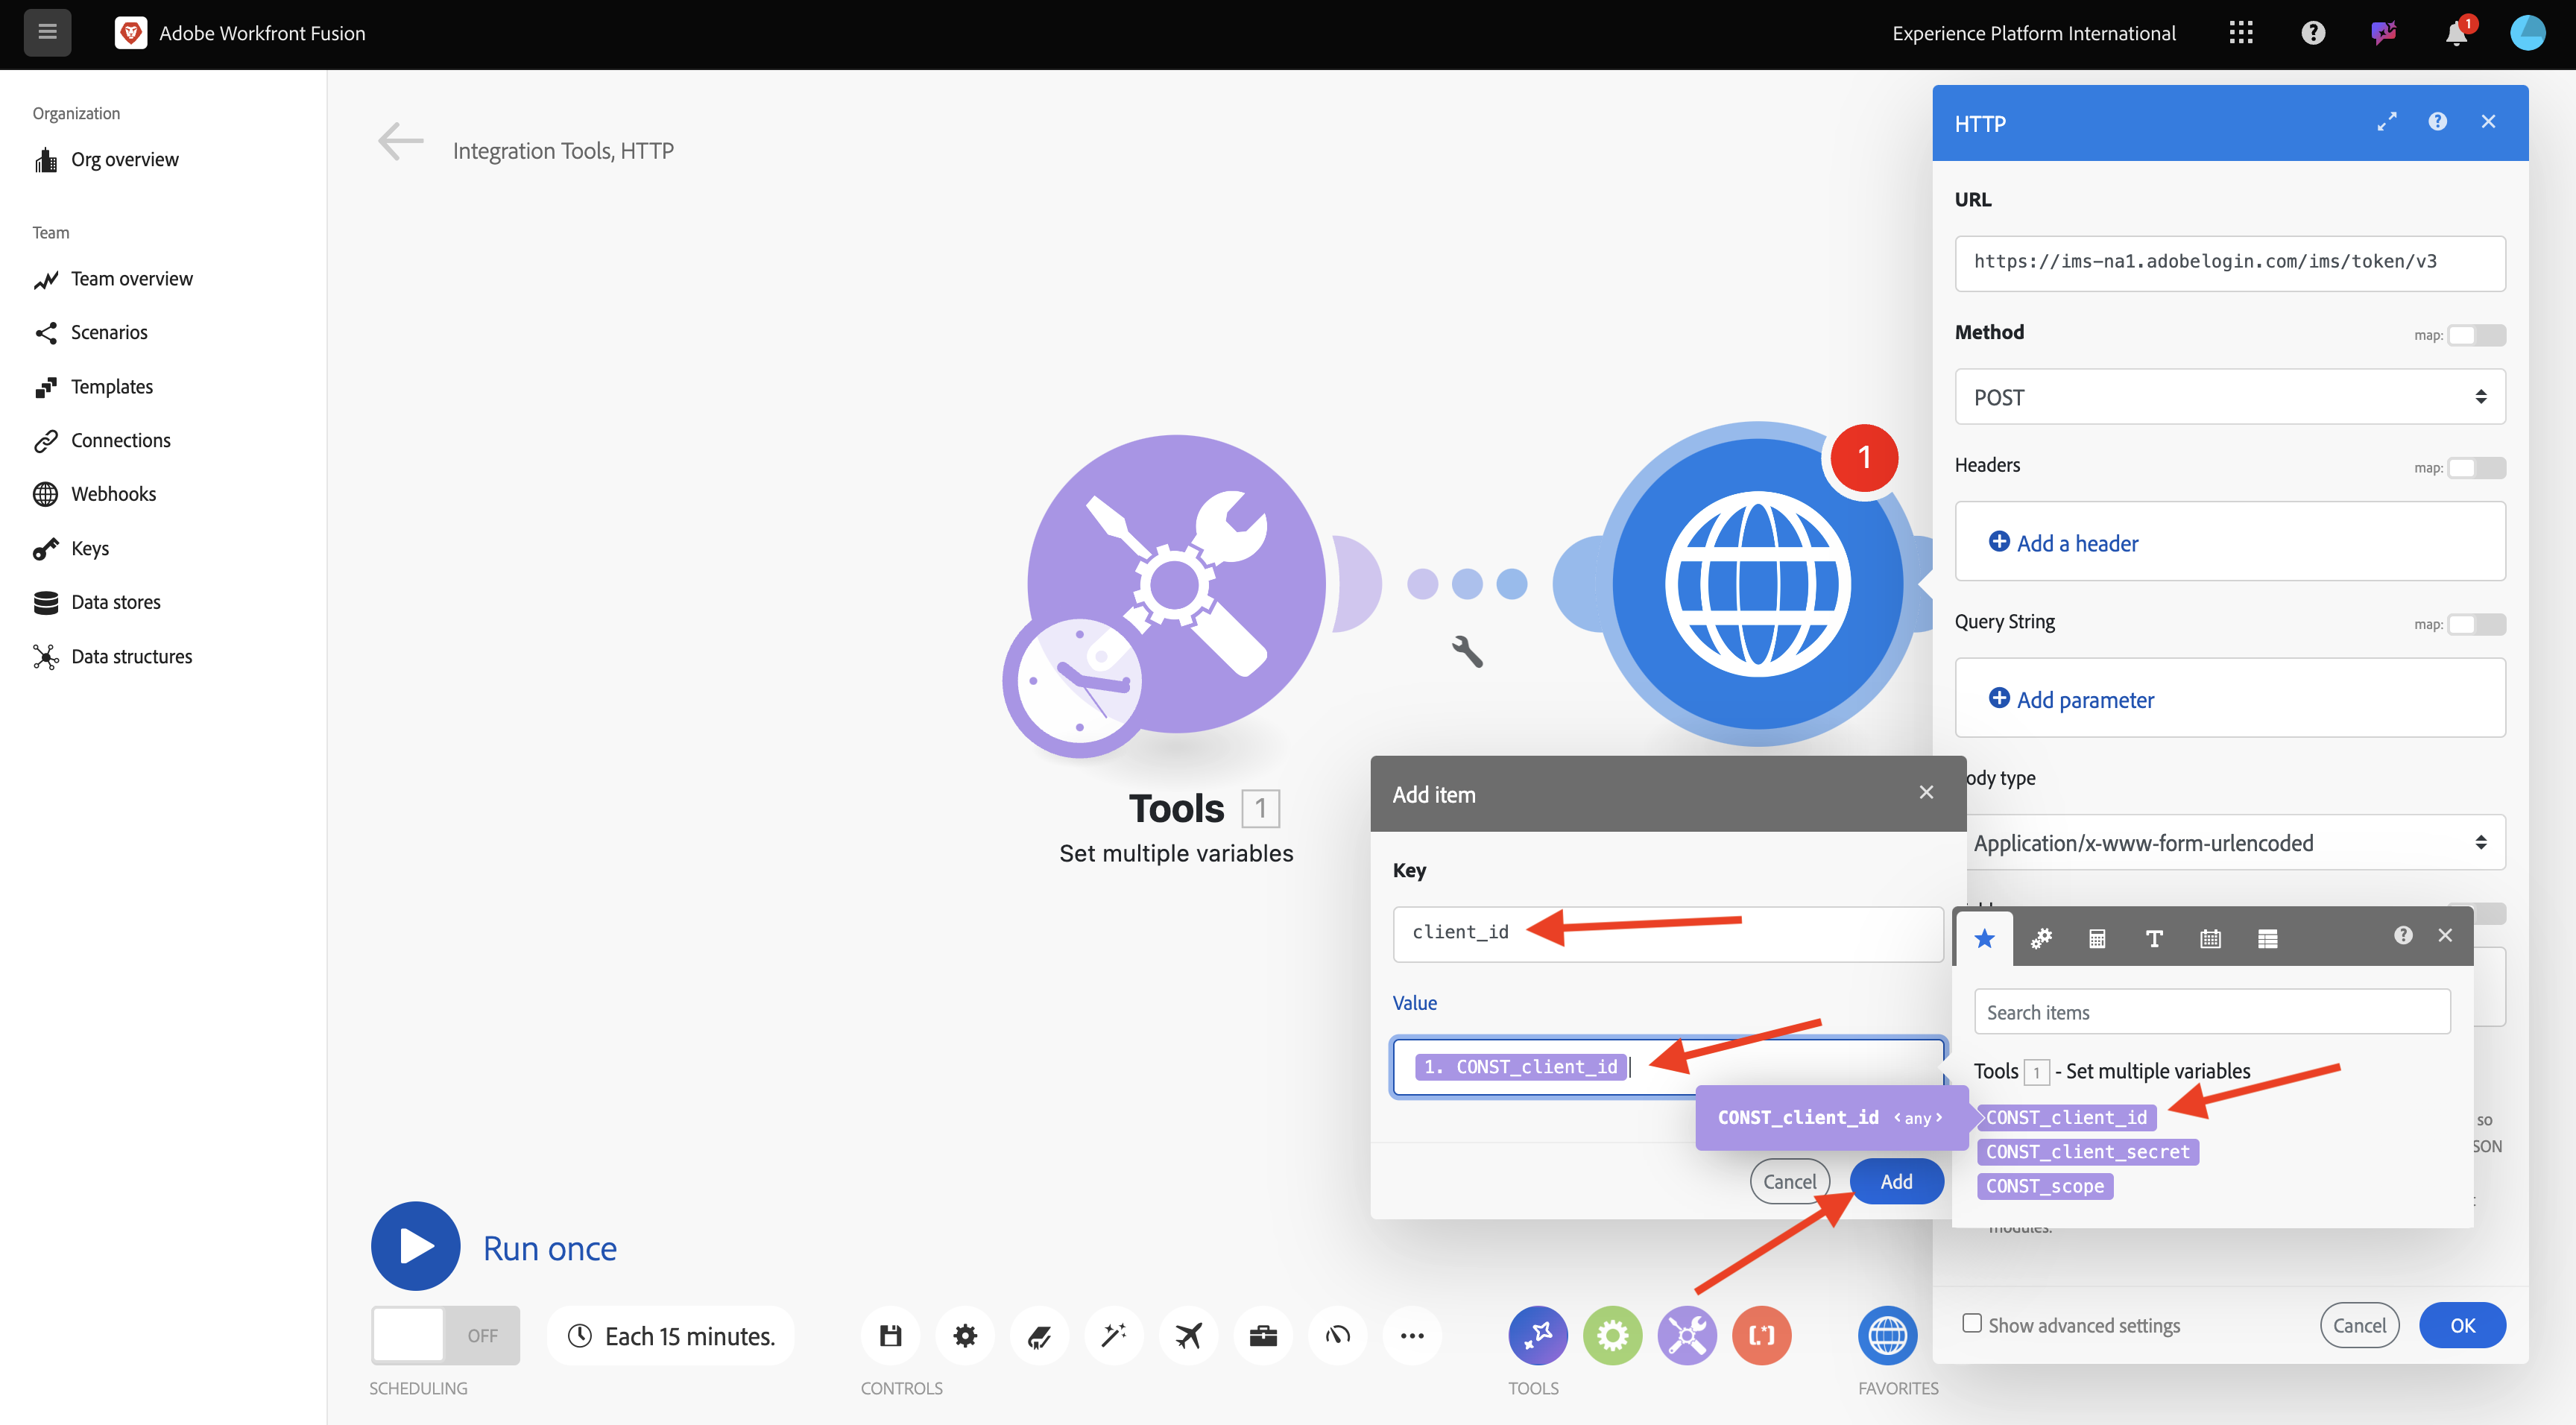 Adobe Workfront Fusion
Experience Platform International
1
Organization
Org overview
Team
Team overview
Scenarios
Templates
Connections
Webhooks
Keys
Data stores
Data structures
Integration Tools, HTTP
1
Tools 1
Set multiple variables
HTTP
URL
https://ims-na1.adobelogin.com/ims/token/v3
Method
map:
POST
Headers
map:
Add a header
Query String
map:
Add parameter
ody type
Application/x-www-form-urlencoded
Add item
Key
client_id
Value
1. CONST_client_id
CONST_client_id <any>
Cancel
Add
Search items
Tools 1 - Set multiple variables
CONST_client_id
CONST_client_secret
CONST_scope
so
SON
modules.
Show advanced settings
Cancel
OK
Run once
OFF
Each 15 minutes.
SCHEDULING
CONTROLS
TOOLS
FAVORITES